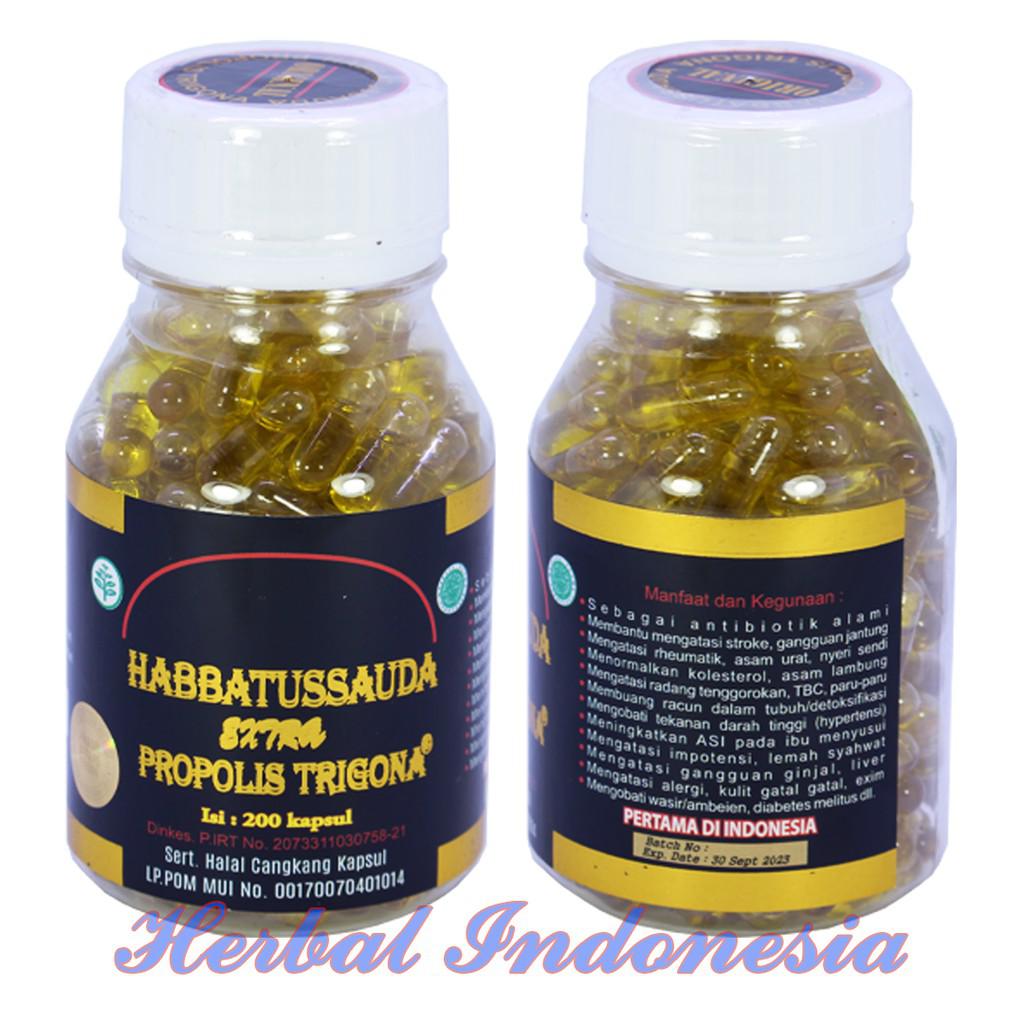 ORIGINAL
HABBATUSSAUDA
EXTRA
PROPOLIS TRIGONA®
Isi : 200 kapsul
Dinkes. P.IRT No. 2073311030758-21
Sert. Halal Cangkang Kapsul
LP.POM MUI No. 00170070401014
ORIGINAL
TRIGONA
Manfaat dan Kegunaan :
Sebagai antibiotik alami
Membantu mengatasi stroke, gangguan jantung
Mengatasi rheumatik, asam urat, nyeri sendi
Menormalkan kolesterol, asam lambung
Mengatasi radang tenggorokan, TBC, paru-paru
Membuang racun dalam tubuh/detoksifikasi
Mengobati tekanan darah tinggi (hypertensi)
Meningkatkan ASI pada ibu menyusui
Mengatasi impotensi, lemah syahwat
Mengatasi gangguan ginjal, liver
Mengatasi alergi, kulit gatal gatal, exim
Mengobati wasir/ambeien, diabetes melitus dll.
PERTAMA DI INDONESIA
Batch No :
Exp. Date : 30 Sept 2023
Herbal Indonesia